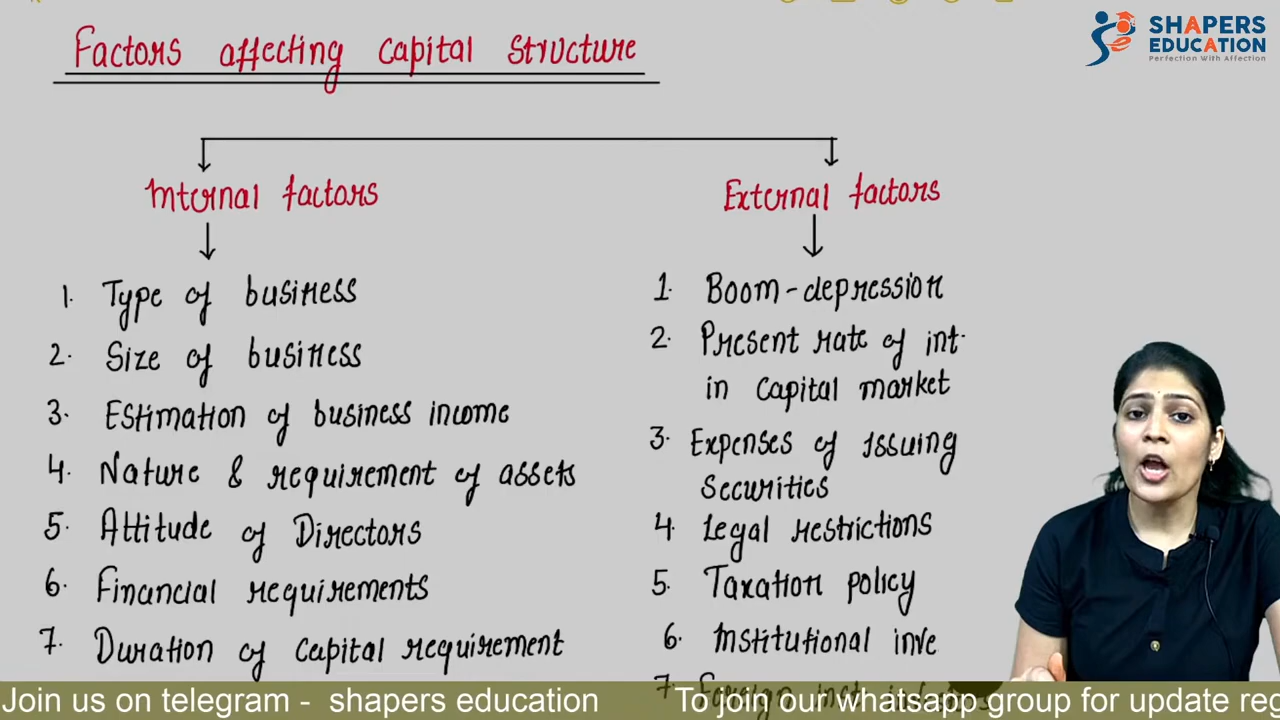 Factors affecting capital structure
SHAPERS
EDUCATION
Perfection With Affection
Internal factors
1. Type of business
2. Size of business
3. Estimation of business income
4. Nature & requirement of assets
5. Attitude of Directors
6. Financial requirements
7. Duration of capital requirement
External factors
1. Boom-depression
2. Present rate of int.
in capital market
3. Expenses of issuing
securities
4 Legal restrictions
5. Taxation policy
6. Institutional inve
7. Foreign
Join us on telegram - shapers education To join our whatsapp group for update reg